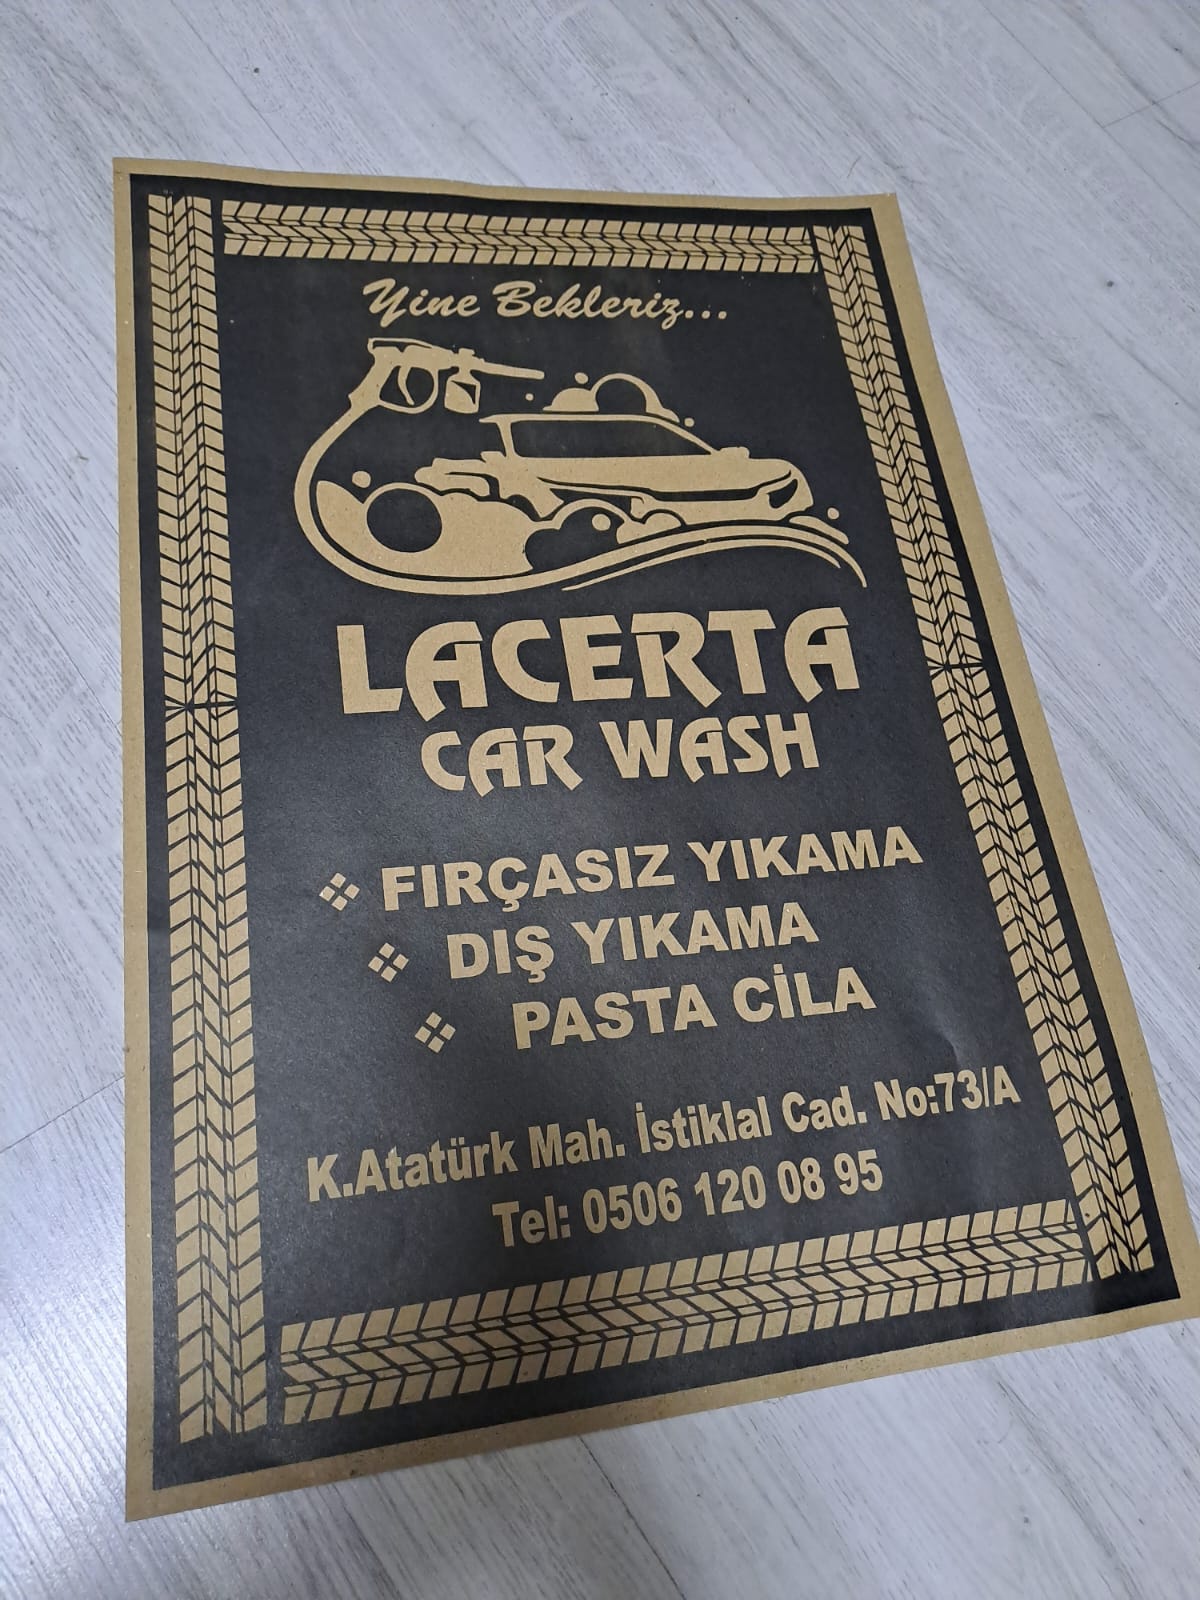 Yine Bekleriz...
LACERTA
CAR WASH
FIRÇASIZ YIKAMA
DIŞ YIKAMA
PASTA CİLA
K.Atatürk Mah. İstiklal Cad. No:73/A
Tel: 0506 120 08 95